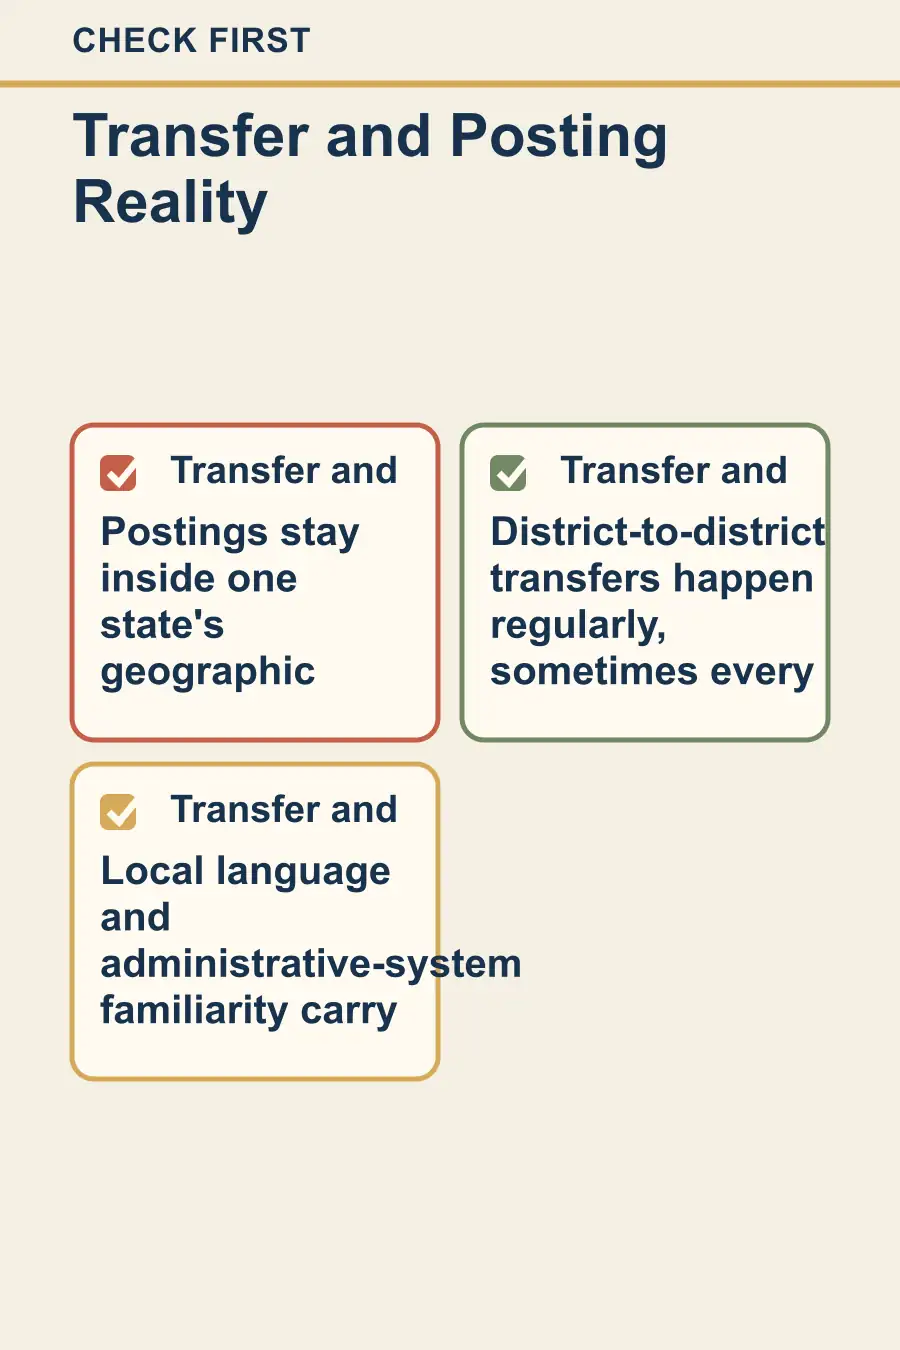 CHECK FIRST
Transfer and Posting
Reality
Transfer and
Postings stay
inside one
state's
geographic
Transfer and
District-to-district
transfers happen
regularly,
sometimes every
Transfer and
Local language
and
administrative-system
familiarity carry